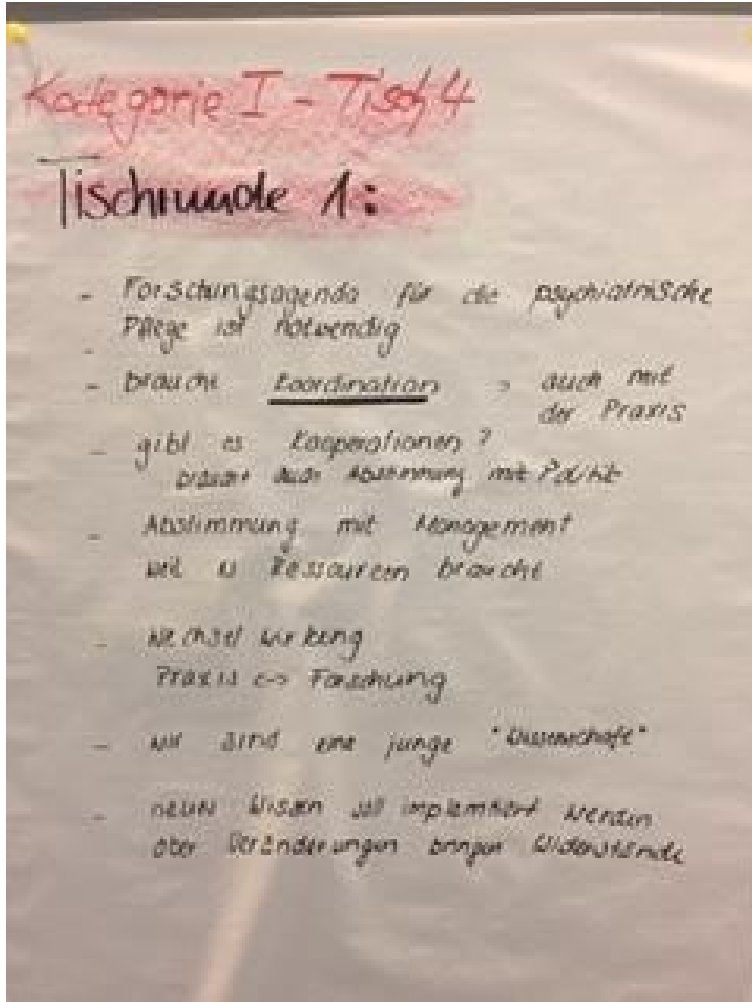 Kategorie I - Tisch 4
Tischrunde 1:
- Forschungsagenda für die psychiatrische
Pflege ist notwendig
-
- braucht Koordination → auch mit
der Praxis
- gibt es Kooperationen?
braucht auch Abstimmung mit Politik
- Abstimmung mit Management
weil es Ressourcen braucht
- Wechselwirkung
Praxis <-> Forschung
- wir sind eine junge "Wissenschaft"
- neues Wissen soll implementiert werden
aber Veränderungen bringen Widerstände